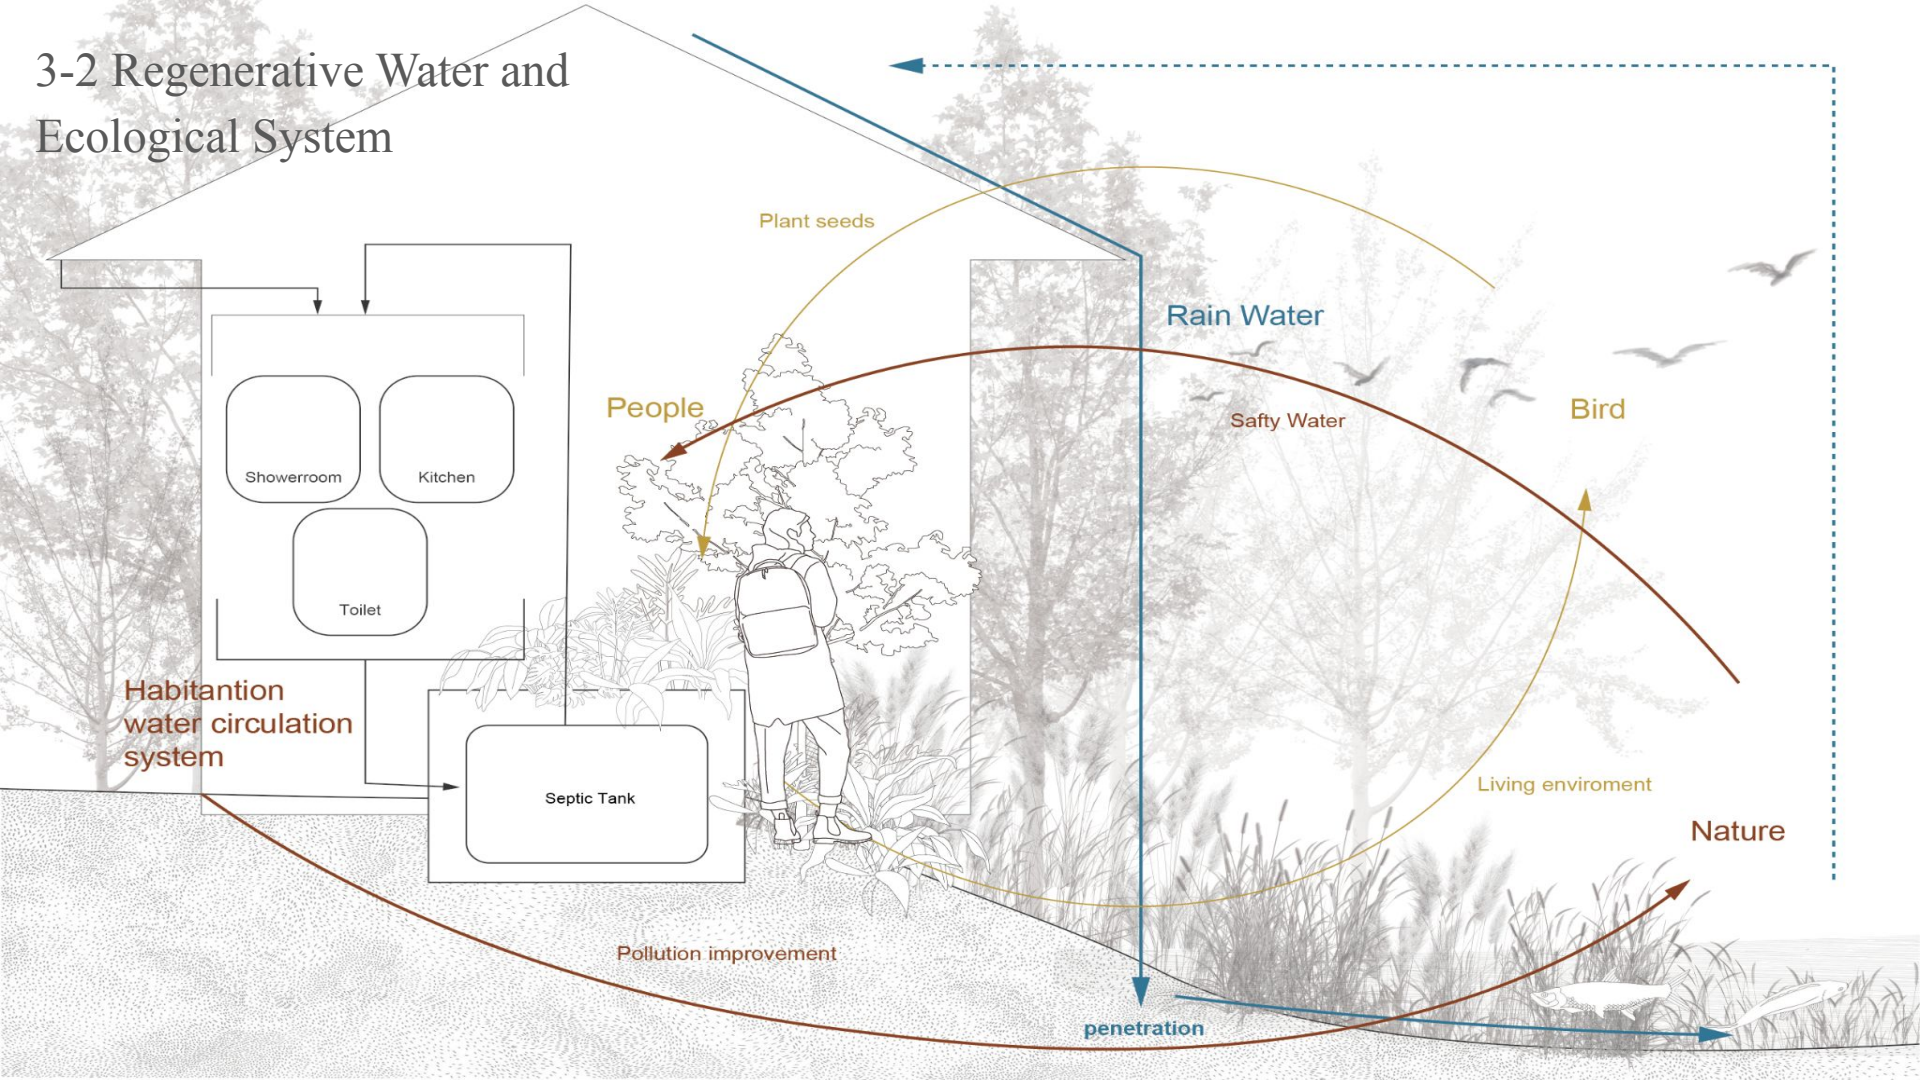 3-2 Regenerative Water and
Ecological System
Plant seeds
Rain Water
People
Safty Water
Bird
Showerroom
Kitchen
Toilet
Habitantion
water circulation
system
Septic Tank
Living enviroment
Nature
Pollution improvement
penetration